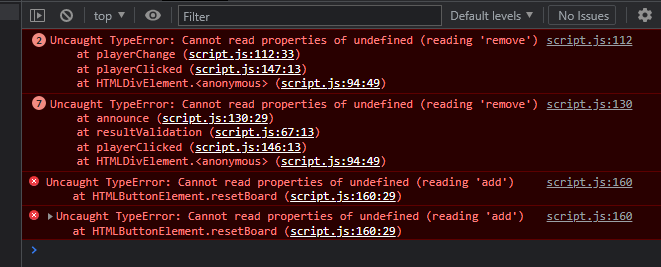 top
Filter
Default levels
No Issues
2 Uncaught TypeError: Cannot read properties of undefined (reading 'remove') script.js:112
at playerChange (script.js:112:33)
at playerClicked (script.js:147:13)
at HTMLDivElement.<anonymous> (script.js:94:49)
7 Uncaught TypeError: Cannot read properties of undefined (reading 'remove') script.js:130
at announce (script.js:130:29)
at resultValidation (script.js:67:13)
at playerClicked (script.js:146:13)
at HTMLDivElement.<anonymous> (script.js:94:49)
Uncaught TypeError: Cannot read properties of undefined (reading 'add') script.js:160
at HTMLButtonElement.resetBoard (script.js:160:29)
Uncaught TypeError: Cannot read properties of undefined (reading 'add') script.js:160
at HTMLButtonElement.resetBoard (script.js:160:29)